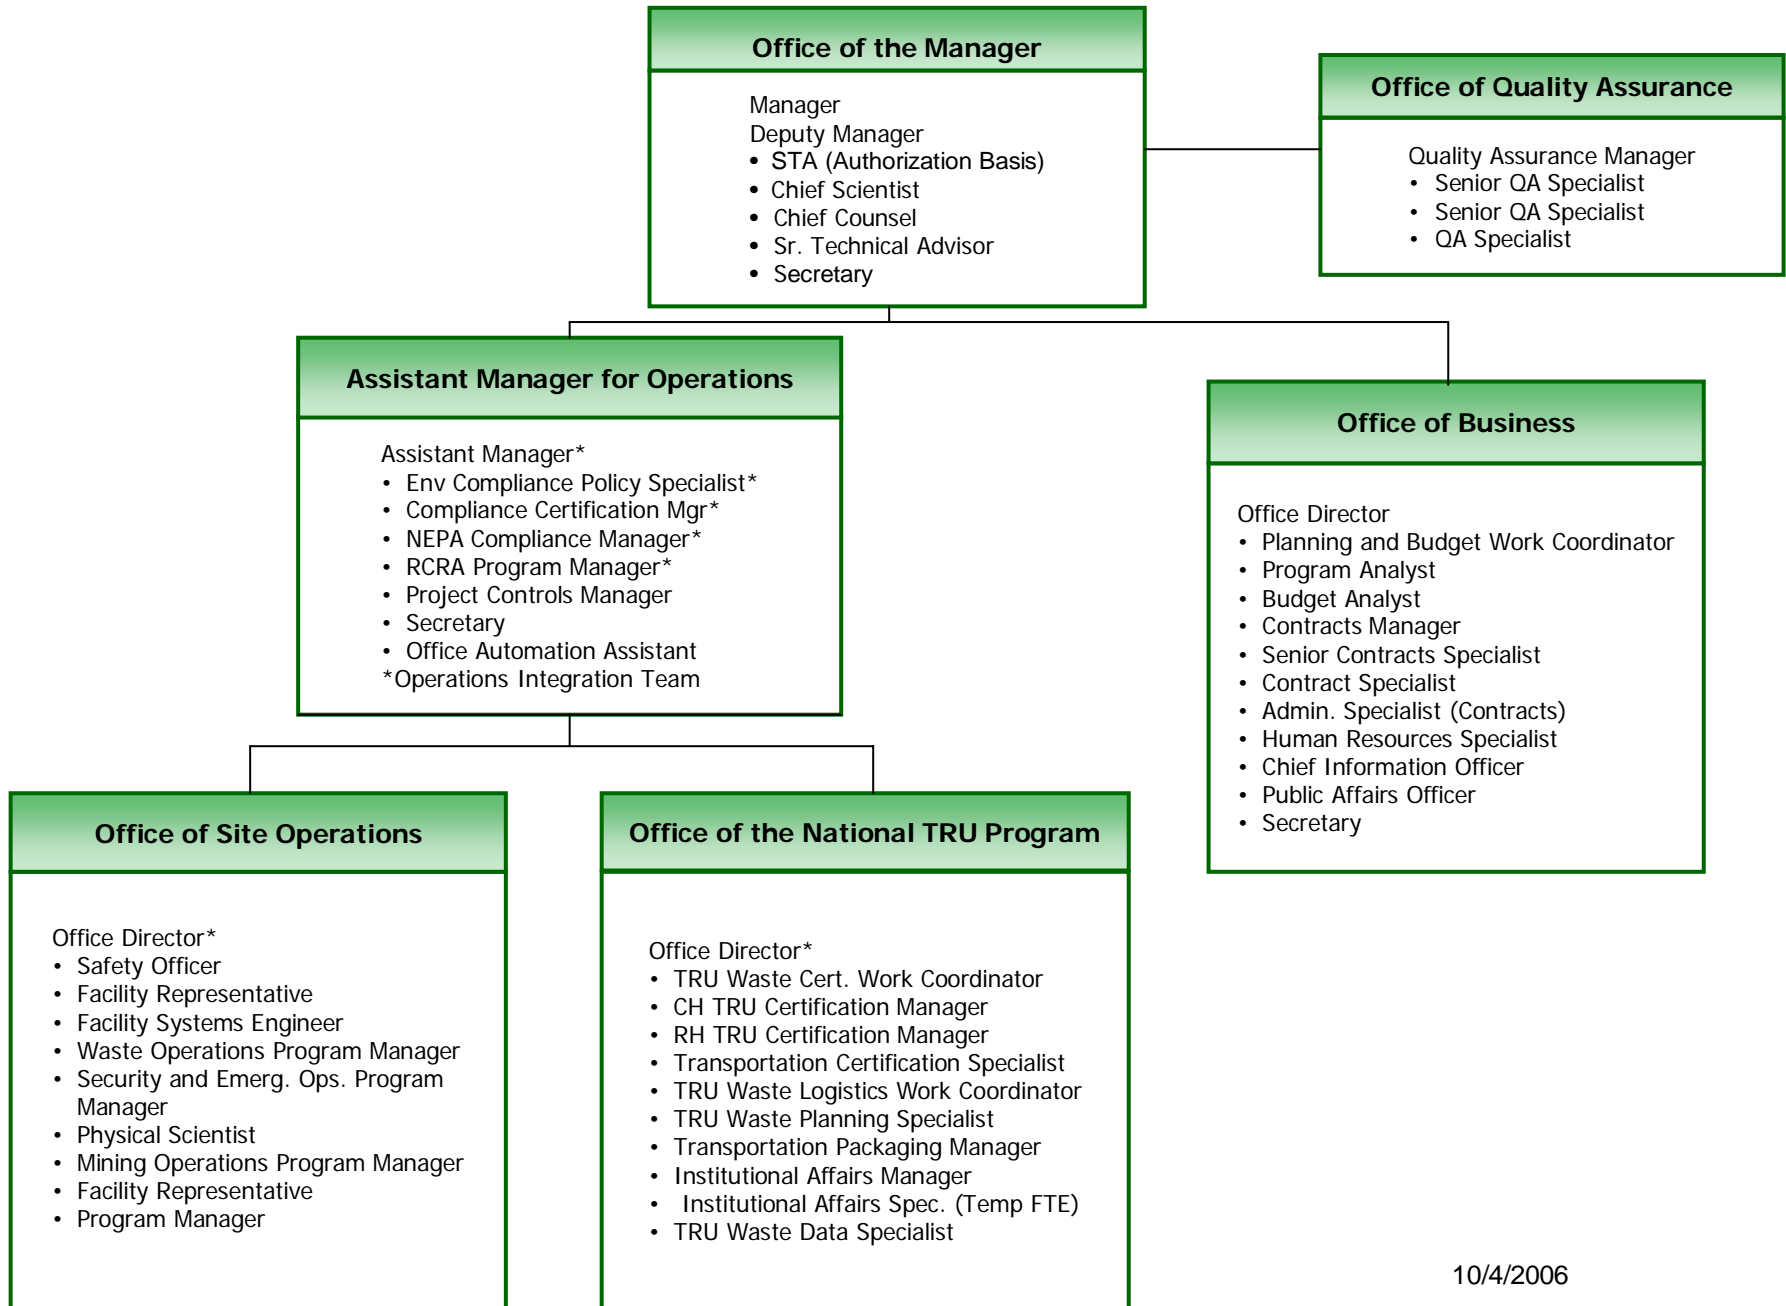 Office of the Manager
Manager
Deputy Manager
• STA (Authorization Basis)
• Chief Scientist
• Chief Counsel
• Sr. Technical Advisor
• Secretary
Office of Quality Assurance
Quality Assurance Manager
• Senior QA Specialist
• Senior QA Specialist
• QA Specialist
Assistant Manager for Operations
Assistant Manager*
• Env Compliance Policy Specialist*
• Compliance Certification Mgr*
• NEPA Compliance Manager*
• RCRA Program Manager*
• Project Controls Manager
• Secretary
• Office Automation Assistant
*Operations Integration Team
Office of Business
Office Director
• Planning and Budget Work Coordinator
• Program Analyst
• Budget Analyst
• Contracts Manager
• Senior Contracts Specialist
• Contract Specialist
• Admin. Specialist (Contracts)
• Human Resources Specialist
• Chief Information Officer
• Public Affairs Officer
• Secretary
Office of Site Operations
Office Director*
• Safety Officer
• Facility Representative
• Facility Systems Engineer
• Waste Operations Program Manager
• Security and Emerg. Ops. Program
Manager
• Physical Scientist
• Mining Operations Program Manager
• Facility Representative
• Program Manager
Office of the National TRU Program
Office Director*
• TRU Waste Cert. Work Coordinator
• CH TRU Certification Manager
• RH TRU Certification Manager
• Transportation Certification Specialist
• TRU Waste Logistics Work Coordinator
• TRU Waste Planning Specialist
• Transportation Packaging Manager
• Institutional Affairs Manager
• Institutional Affairs Spec. (Temp FTE)
• TRU Waste Data Specialist
10/4/2006